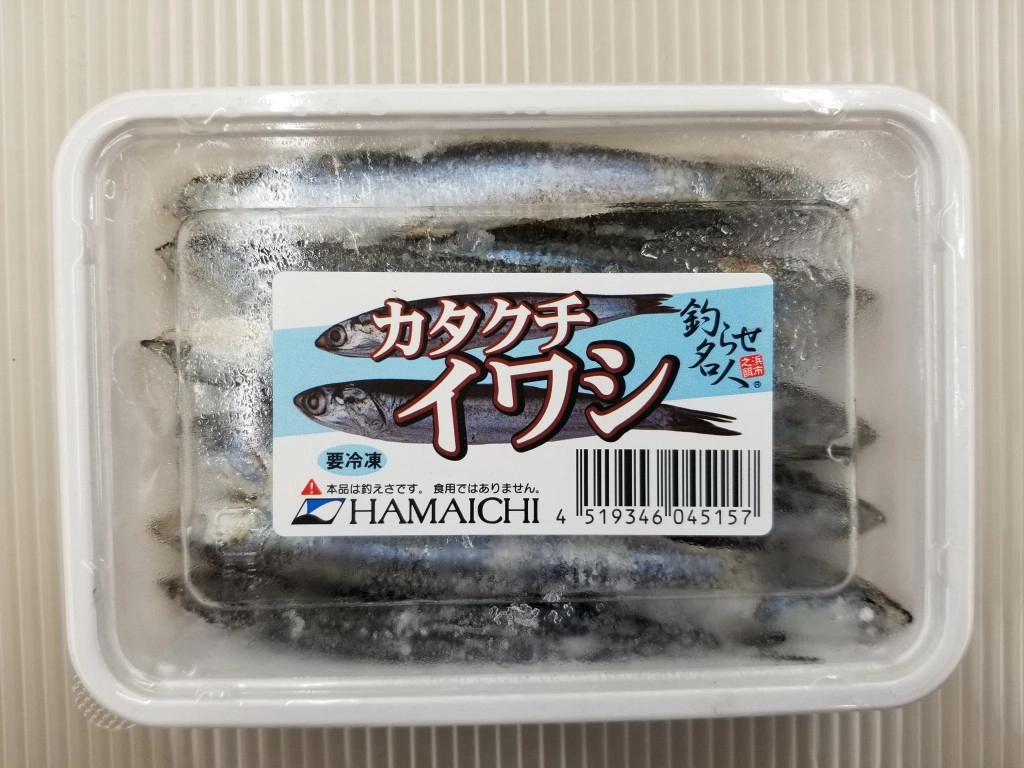 カタクチ
イワシ
釣らせ
名人
浜市
之餌
®
要冷凍
本品は釣えさです。 食用ではありません。
HAMAICHI
4 519346 045157